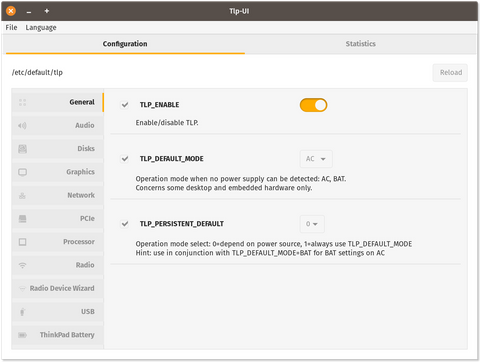 Tlp-UI
File Language
Configuration Statistics
/etc/default/tlp Reload
General
Audio
Disks
Graphics
Network
PCIe
Processor
Radio
Radio Device Wizard
USB
ThinkPad Battery
TLP_ENABLE
Enable/disable TLP.
TLP_DEFAULT_MODE AC
Operation mode when no power supply can be detected: AC, BAT.
Concerns some desktop and embedded hardware only.
TLP_PERSISTENT_DEFAULT 0
Operation mode select: 0=depend on power source, 1=always use TLP_DEFAULT_MODE
Hint: use in conjunction with TLP_DEFAULT_MODE=BAT for BAT settings on AC